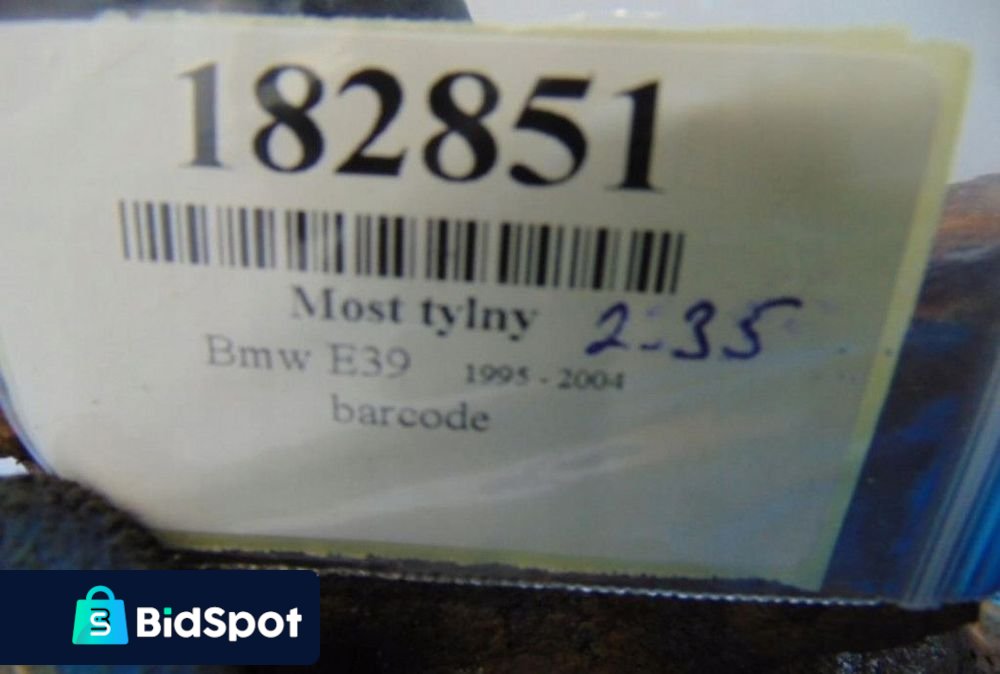 182851
Most tylny 2.35
Bmw E39 1995 - 2004
barcode
BidSpot